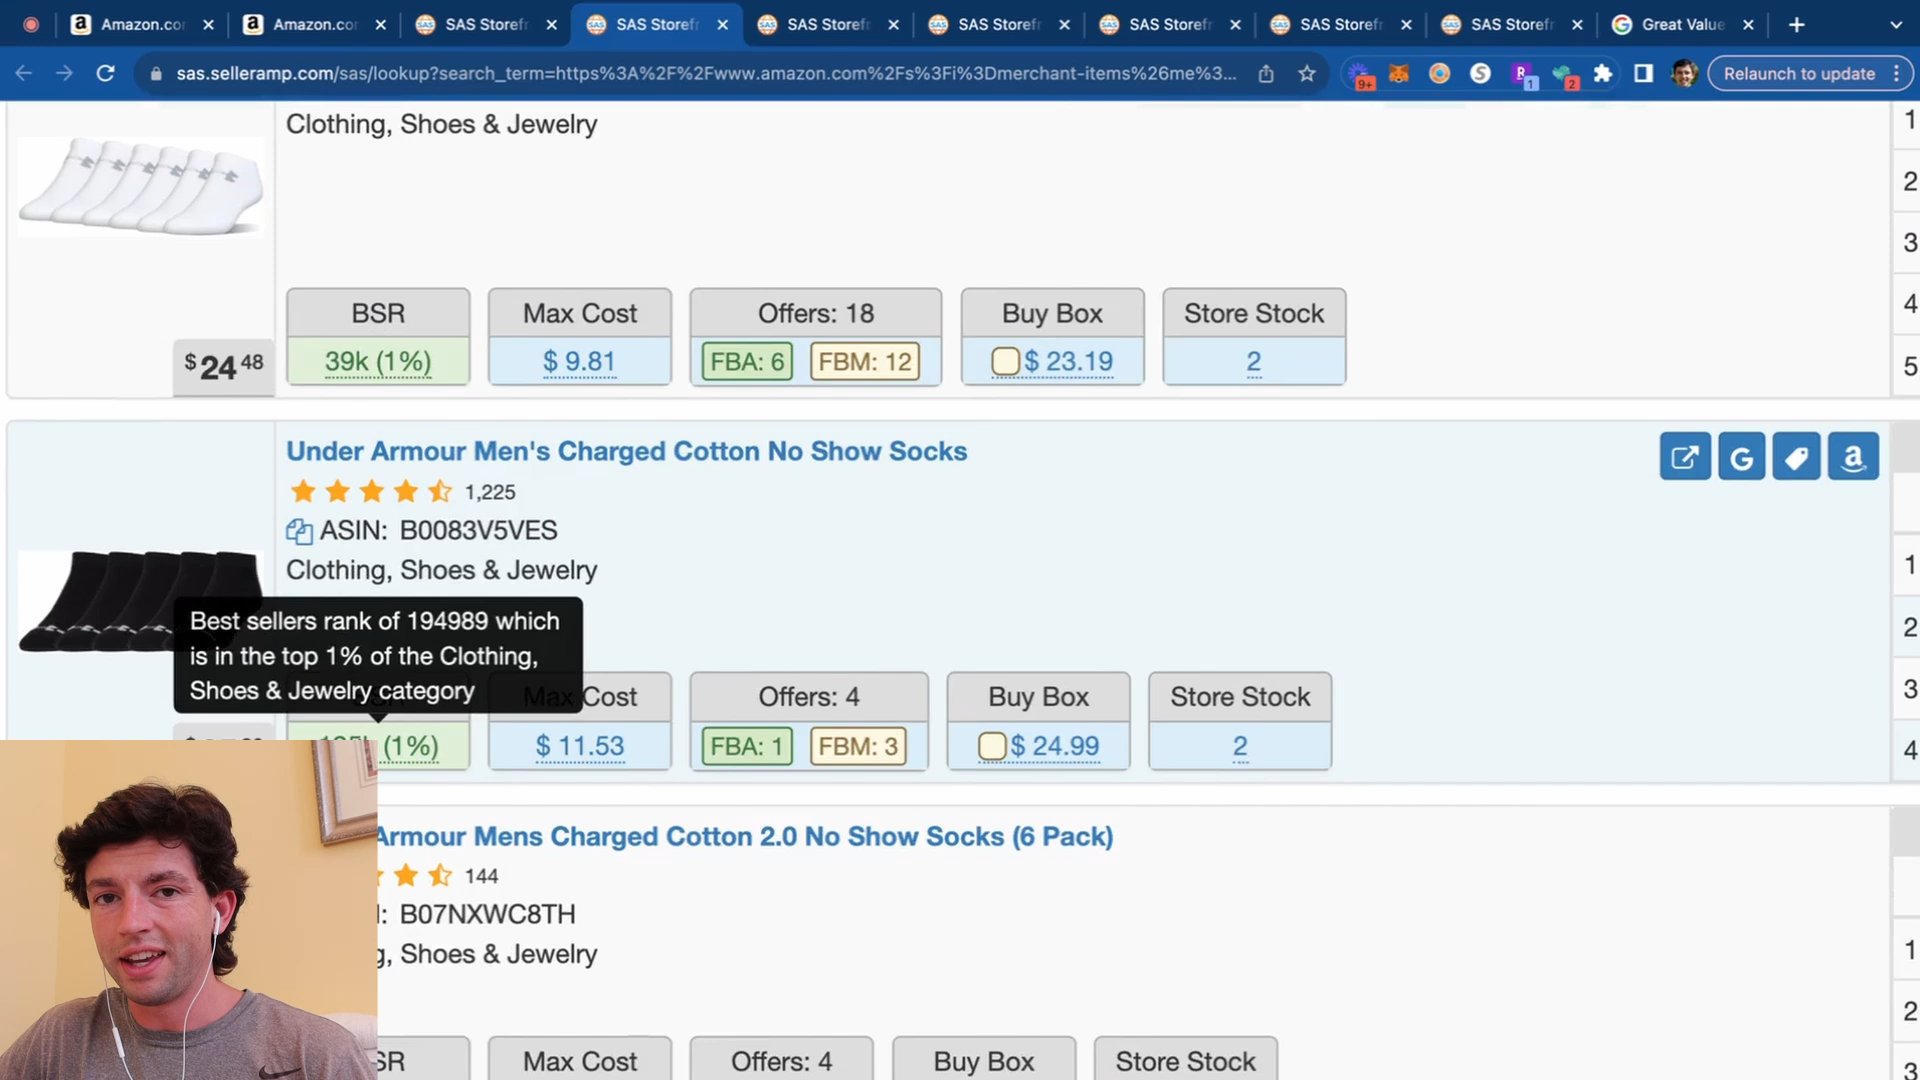 Amazon.co
Amazon.co
SAS Storef
SAS Storef
SAS Storef
SAS Storef
SAS Storef
SAS Storef
SAS Storef
Great Value
sas.selleramp.com/sas/lookup?search_term=https%3A%2F%2Fwww.amazon.com%2Fs%3Fi%3Dmerchant-items%26me%3...
9+
1
2
Relaunch to update
Clothing, Shoes & Jewelry
1
2
3
4
5
$24 48
BSR
39k (1%)
Max Cost
$ 9.81
Offers: 18
FBA: 6 FBM: 12
Buy Box
$ 23.19
Store Stock
2
Under Armour Men's Charged Cotton No Show Socks
1,225
ASIN: B0083V5VES
Clothing, Shoes & Jewelry
Best sellers rank of 194989 which
is in the top 1% of the Clothing,
Shoes & Jewelry category
(1%)
Max Cost
$ 11.53
Offers: 4
FBA: 1 FBM: 3
Buy Box
$ 24.99
Store Stock
2
1
2
3
4
Armour Mens Charged Cotton 2.0 No Show Socks (6 Pack)
144
B07NXWC8TH
Shoes & Jewelry
SR
Max Cost
Offers: 4
Buy Box
Store Stock
1
2
3